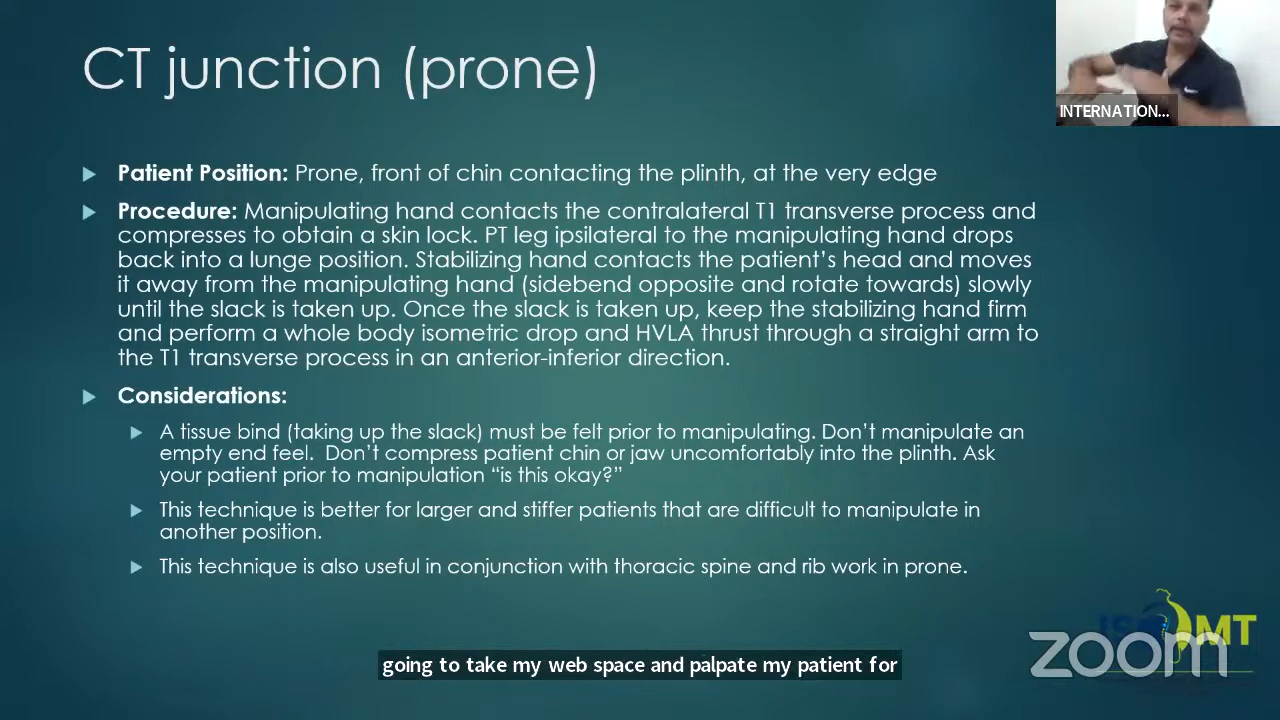 CT junction (prone)
INTERNATION...
Patient Position: Prone, front of chin contacting the plinth, at the very edge
Procedure: Manipulating hand contacts the contralateral T1 transverse process and
compresses to obtain a skin lock. PT leg ipsilateral to the manipulating hand drops
back into a lunge position. Stabilizing hand contacts the patient's head and moves
it away from the manipulating hand (sidebend opposite and rotate towards) slowly
until the slack is taken up. Once the slack is taken up, keep the stabilizing hand firm
and perform a whole body isometric drop and HVLA thrust through a straight arm to
the T1 transverse process in an anterior-inferior direction.
Considerations:
A tissue bind (taking up the slack) must be felt prior to manipulating. Don't manipulate an
empty end feel.  Don't compress patient chin or jaw uncomfortably into the plinth. Ask
your patient prior to manipulation "is this okay?"
This technique is better for larger and stiffer patients that are difficult to manipulate in
another position.
This technique is also useful in conjunction with thoracic spine and rib work in prone.
MT
zoom
going to take my web space and palpate my patient for